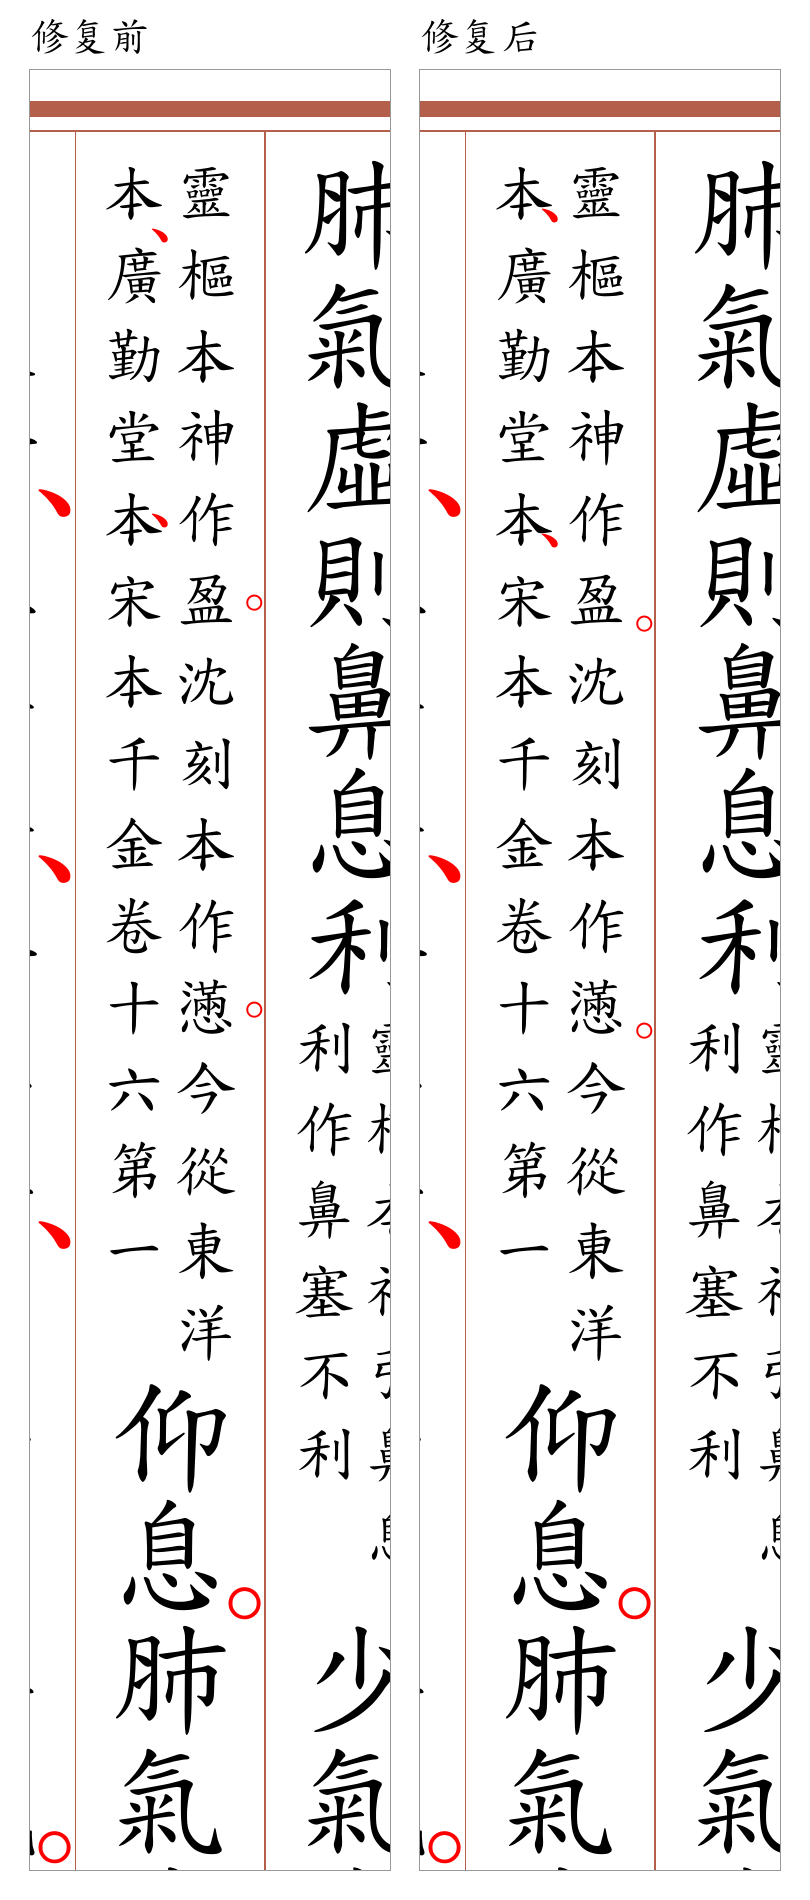 修复前
肺氣虛則鼻息利
利作鼻塞不利
少氣
靈樞本神作盈。沈刻本作懣。今從東洋
本、廣勤堂本、宋本千金卷十六第一
仰息。肺氣
修复后
肺氣虛則鼻息利
利作鼻塞不利
少氣
靈樞本神作盈。沈刻本作懣。今從東洋
本、廣勤堂本、宋本千金卷十六第一
仰息。肺氣